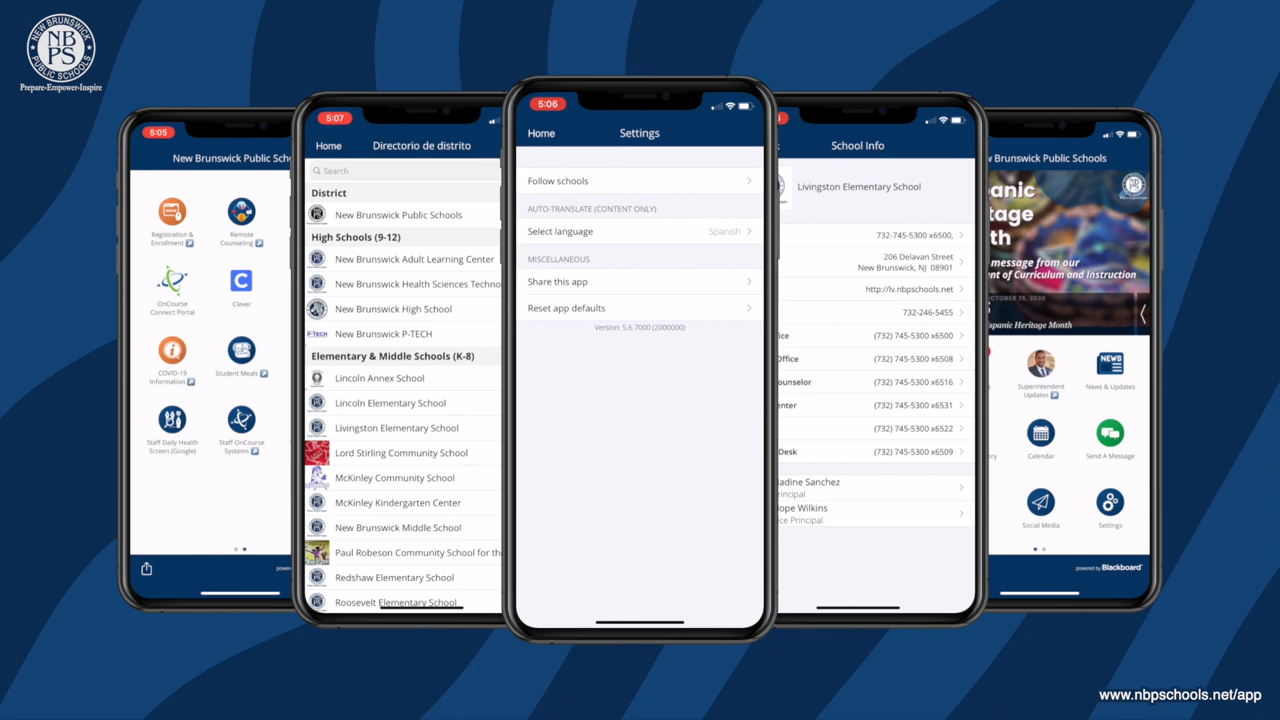 NEW BRUNSWICK
NB
PS
PUBLIC SCHOOLS
Prepare•Empower•Inspire
5:05
New Brunswick Public Scho
Registration &
Enrollment
Remote
Counseling
OnCourse
Connect Portal
Clever
COVID-19
Information
Student Meals
Staff Daily Health
Screen (Google)
Staff OnCourse
Systems
powe
5:07
Home
Directorio de distrito
Search
District
New Brunswick Public Schools
High Schools (9-12)
New Brunswick Adult Learning Center
New Brunswick Health Sciences Techno
New Brunswick High School
P-TECH
New Brunswick P-TECH
Elementary & Middle Schools (K-8)
Lincoln Annex School
Lincoln Elementary School
Livingston Elementary School
Lord Stirling Community School
McKinley Community School
McKinley Kindergarten Center
New Brunswick Middle School
Paul Robeson Community School for the
Redshaw Elementary School
Roosevelt Elementary School
5:06
Home
Settings
Follow schools
AUTO-TRANSLATE (CONTENT ONLY)
Select language
Spanish
MISCELLANEOUS
Share this app
Reset app defaults
Version: 5.6.7000 (2000000)
School Info
Livingston Elementary School
732-745-5300 x6500,
206 Delavan Street
New Brunswick, NJ 08901
http://lv.nbpschools.net
732-246-5455
ice
(732) 745-5300 x6500
Office
(732) 745-5300 x6508
ounselor
(732) 745-5300 x6516
enter
(732) 745-5300 x6531
(732) 745-5300 x6522
Desk
(732) 745-5300 x6509
Nadine Sanchez
rincipal
ope Wilkins
ce Principal
w Brunswick Public Schools
anic
tage
th
message from our
ent of Curriculum and Instruction
OCTOBER 15, 2020
S
ispanic Heritage Month
Superintendent
Updates
NEWS
News & Updates
ory
Calendar
Send A Message
Social Media
Settings
powered by Blackboard
www.nbpschools.net/app